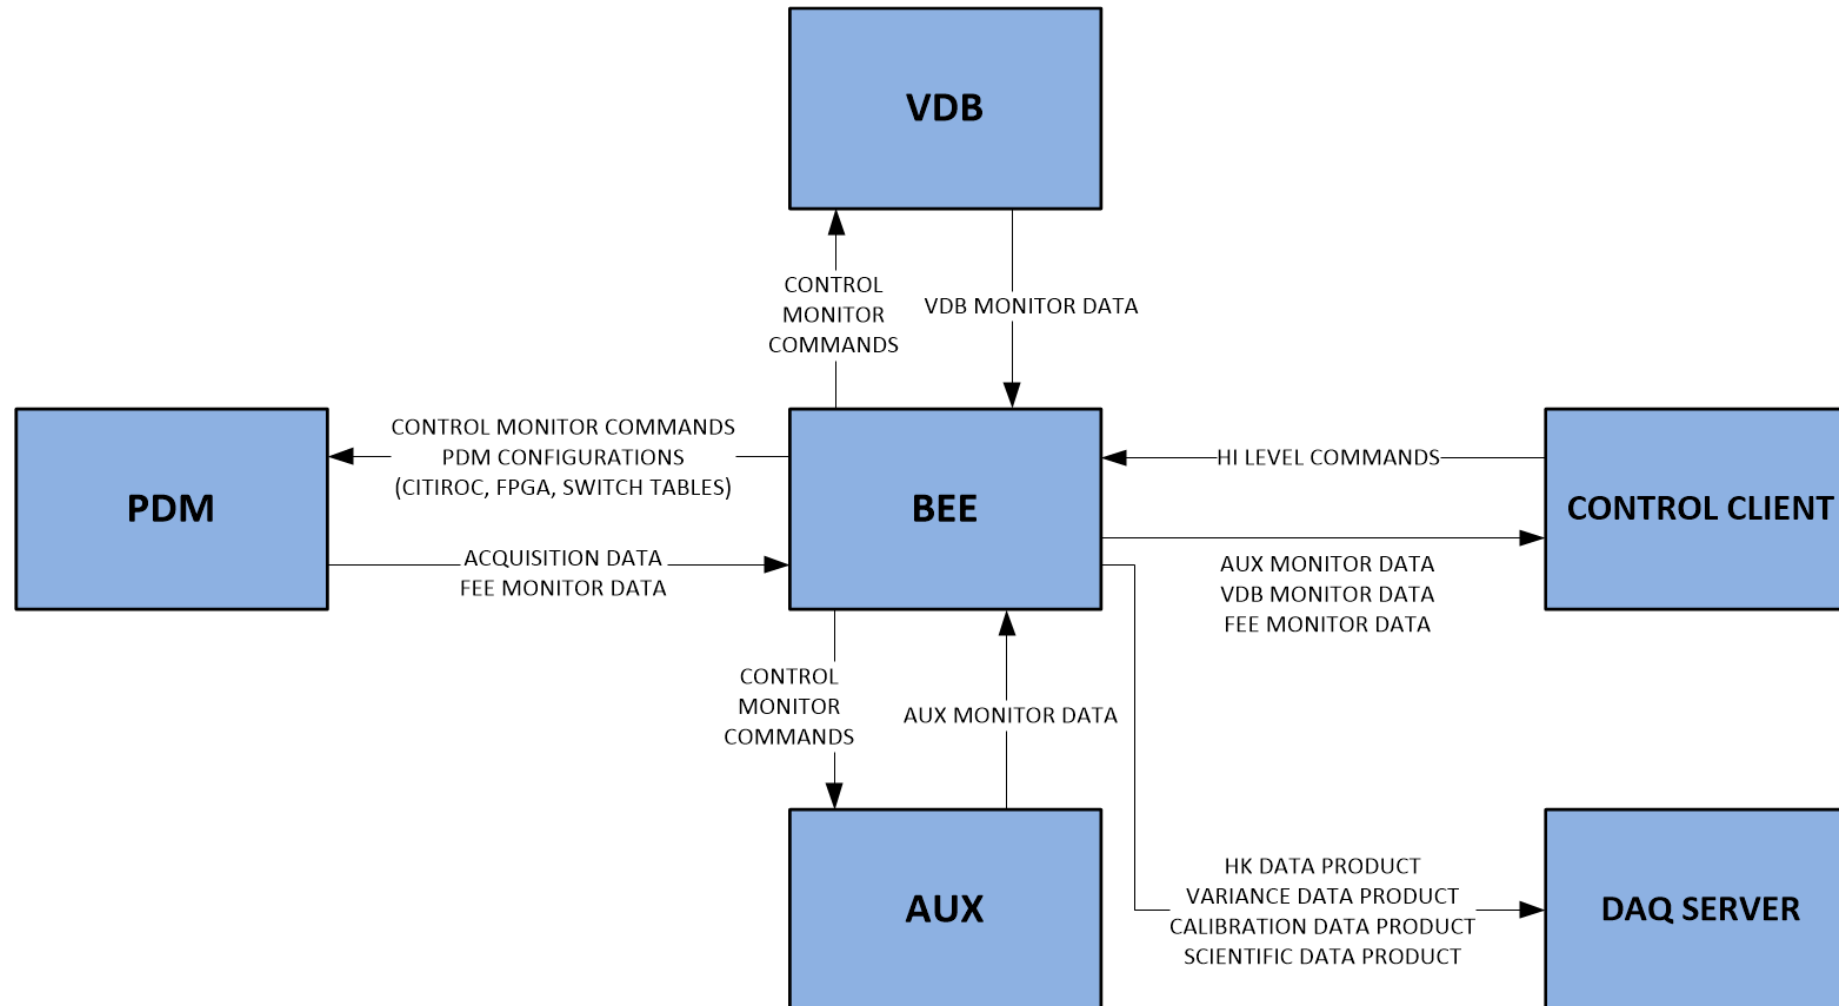 VDB
CONTROL
MONITOR
COMMANDS
VDB MONITOR DATA
CONTROL MONITOR COMMANDS
PDM CONFIGURATIONS
(CITIROC, FPGA, SWITCH TABLES)
HI LEVEL COMMANDS
PDM
BEE
CONTROL CLIENT
ACQUISITION DATA
FEE MONITOR DATA
AUX MONITOR DATA
VDB MONITOR DATA
FEE MONITOR DATA
CONTROL
MONITOR
COMMANDS
AUX MONITOR DATA
HK DATA PRODUCT
VARIANCE DATA PRODUCT
CALIBRATION DATA PRODUCT
SCIENTIFIC DATA PRODUCT
AUX
DAQ SERVER